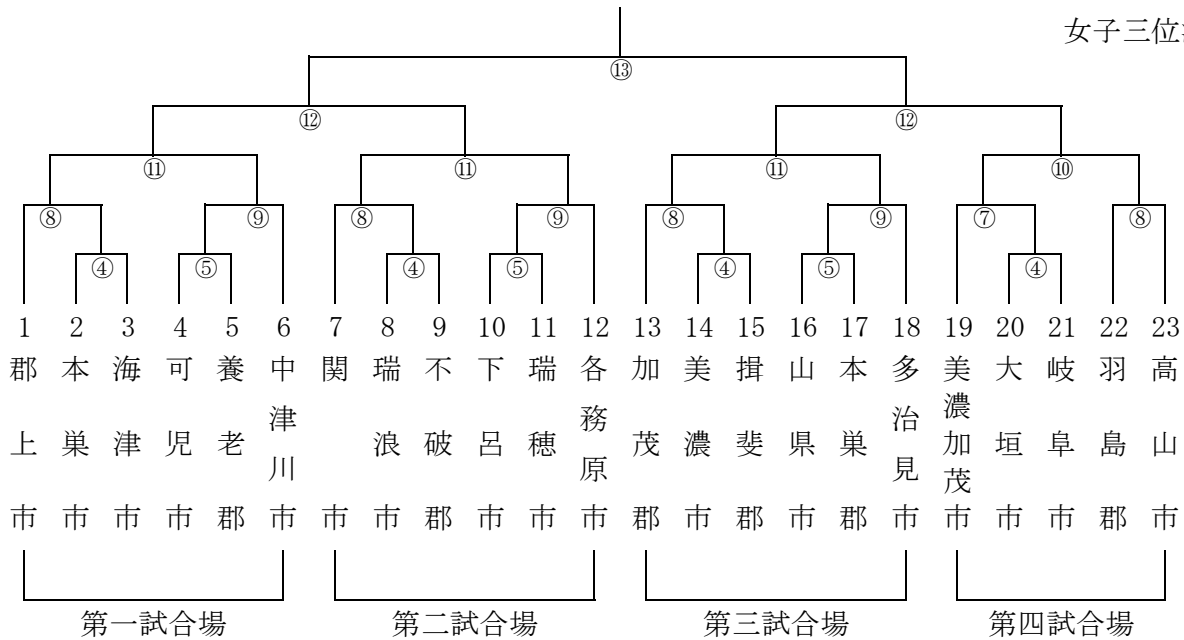 女子三位
⑬
⑫ ⑫
⑪ ⑪ ⑪ ⑩
⑧ ⑨ ⑧ ⑨ ⑧ ⑨ ⑦ ⑧
④ ⑤ ④ ⑤ ④ ⑤ ④
1 2 3 4 5 6 7 8 9 10 11 12 13 14 15 16 17 18 19 20 21 22 23
郡上市
本巣市
海津市
可児市
養老郡
中津川市
関市
瑞浪市
不破郡
下呂市
瑞穂市
各務原市
加茂郡
美濃市
揖斐郡
山県市
本巣郡
多治見市
美濃加茂市
大垣市
岐阜市
羽島郡
高山市
第一試合場 第二試合場 第三試合場 第四試合場